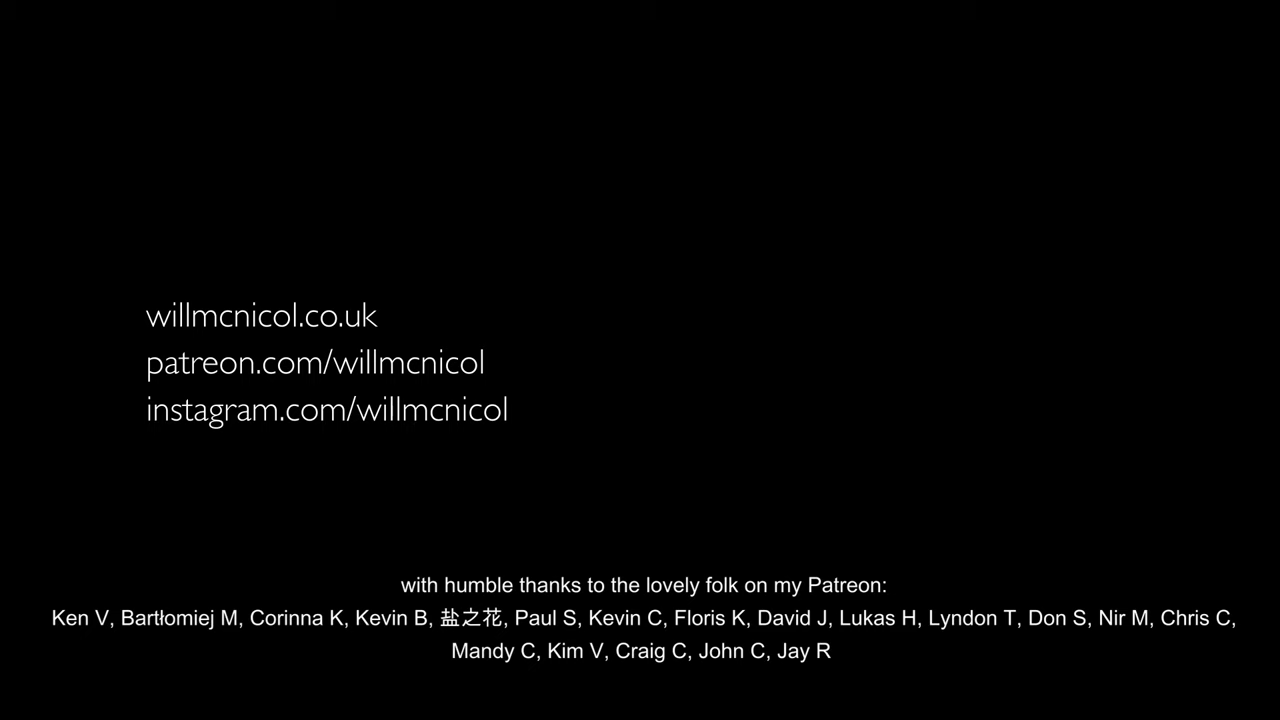 willmcnicol.co.uk
patreon.com/willmcnicol
instagram.com/willmcnicol
with humble thanks to the lovely folk on my Patreon:
Ken V, Bartłomiej M, Corinna K, Kevin B, 盐之花, Paul S, Kevin C, Floris K, David J, Lukas H, Lyndon T, Don S, Nir M, Chris C,
Mandy C, Kim V, Craig C, John C, Jay R